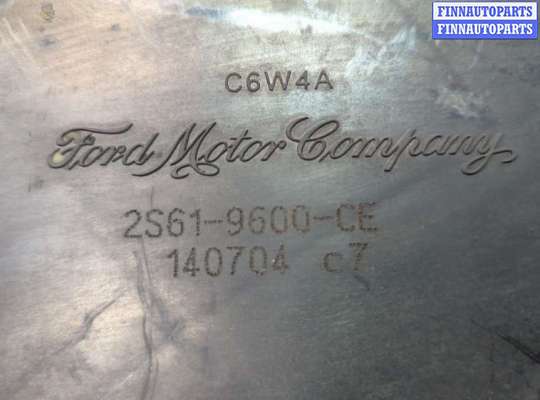 FINNAUTOPARTS
FINNAUTOPARTS
C6W4A
Ford Motor Company
2S61-9600-CE
140704 c7